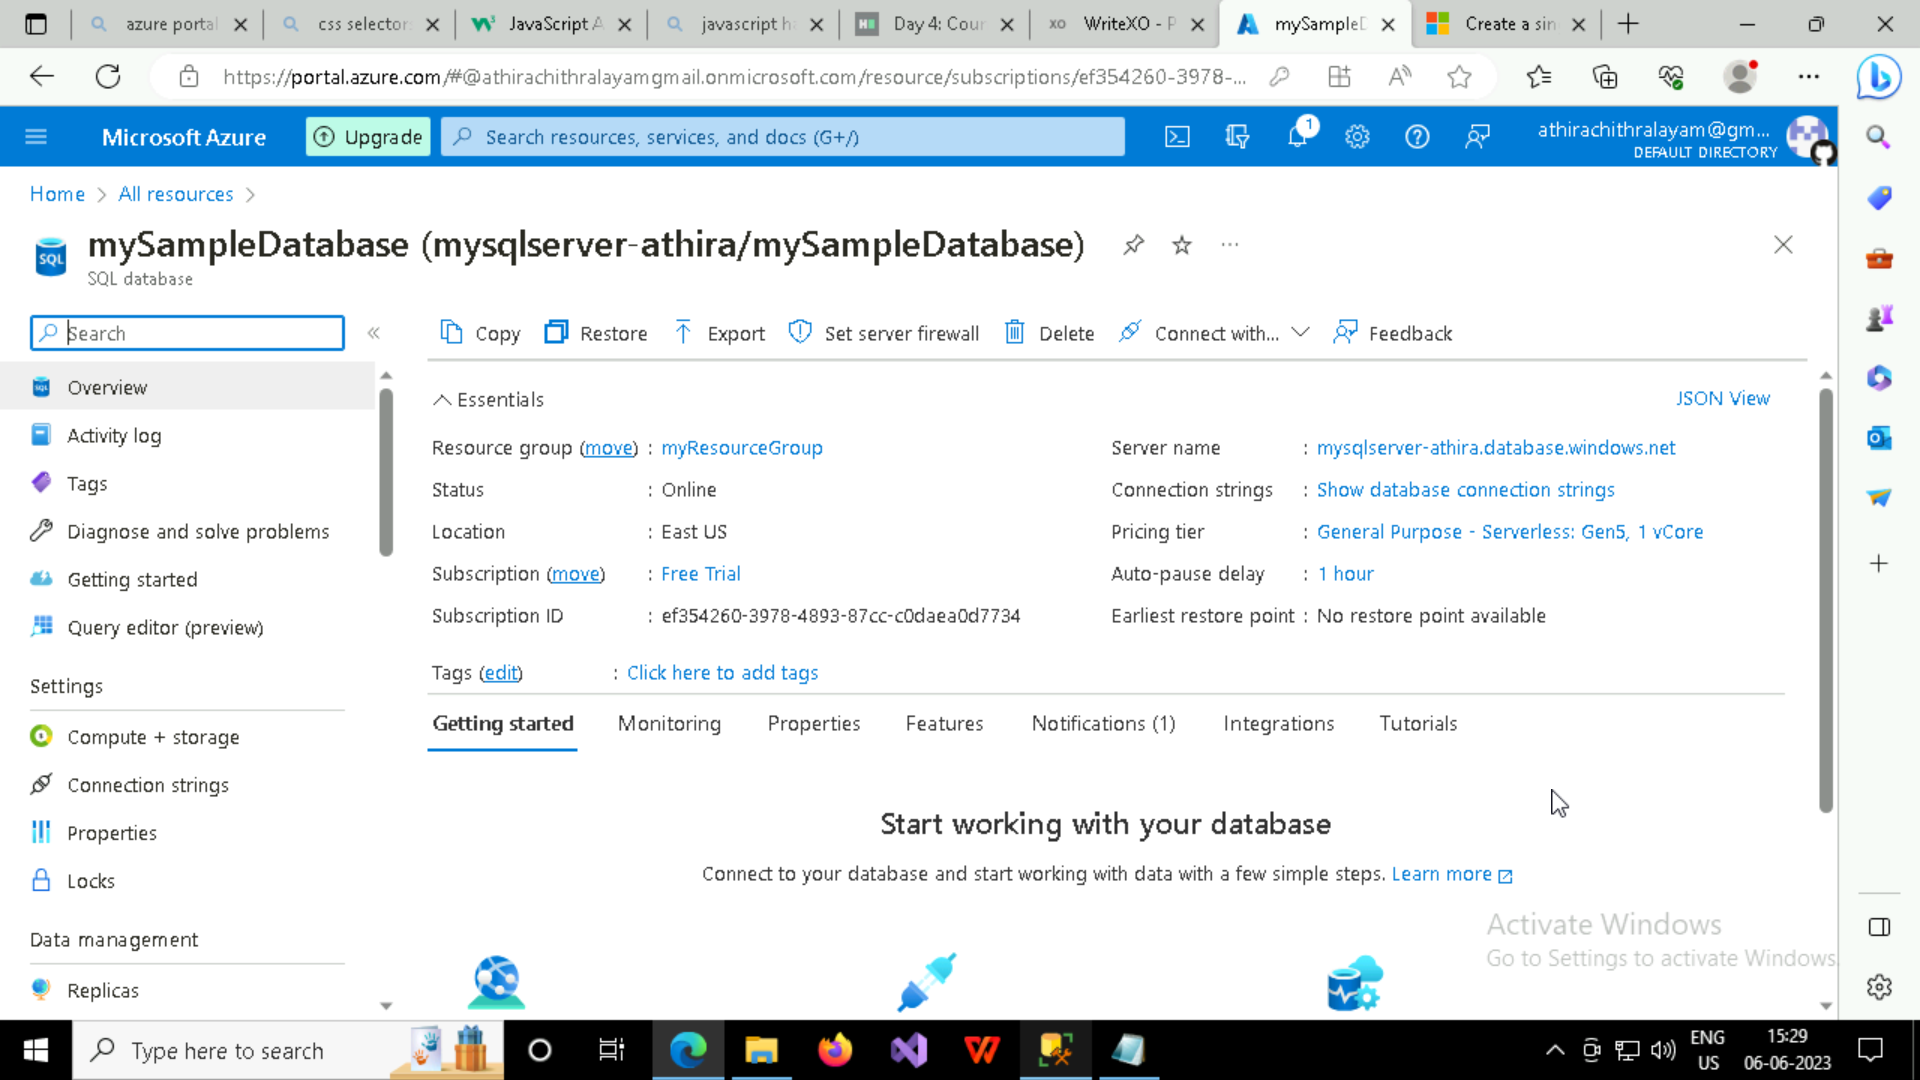 azure portal
css selector
JavaScript A
javascript h
Day 4: Cour
WriteXO - P
mySampleD
Create a sin
https://portal.azure.com/#@athirachithralayamgmail.onmicrosoft.com/resource/subscriptions/ef354260-3978-...
Microsoft Azure
Upgrade
Search resources, services, and docs (G+/)
1
athirachithralayam@gm...
DEFAULT DIRECTORY
Home > All resources >
mySampleDatabase (mysqlserver-athira/mySampleDatabase)
SQL database
Search
Copy
Restore
Export
Set server firewall
Delete
Connect with...
Feedback
Overview
Activity log
Tags
Diagnose and solve problems
Getting started
Query editor (preview)
Settings
Compute + storage
Connection strings
Properties
Locks
Data management
Replicas
Essentials
JSON View
Resource group (move) : myResourceGroup
Status : Online
Location : East US
Subscription (move) : Free Trial
Subscription ID : ef354260-3978-4893-87cc-c0daea0d7734
Server name : mysqlserver-athira.database.windows.net
Connection strings : Show database connection strings
Pricing tier : General Purpose - Serverless: Gen5, 1 vCore
Auto-pause delay : 1 hour
Earliest restore point : No restore point available
Tags (edit) : Click here to add tags
Getting started
Monitoring
Properties
Features
Notifications (1)
Integrations
Tutorials
Start working with your database
Connect to your database and start working with data with a few simple steps. Learn more
Activate Windows
Go to Settings to activate Windows.
Type here to search
ENG
US
15:29
06-06-2023